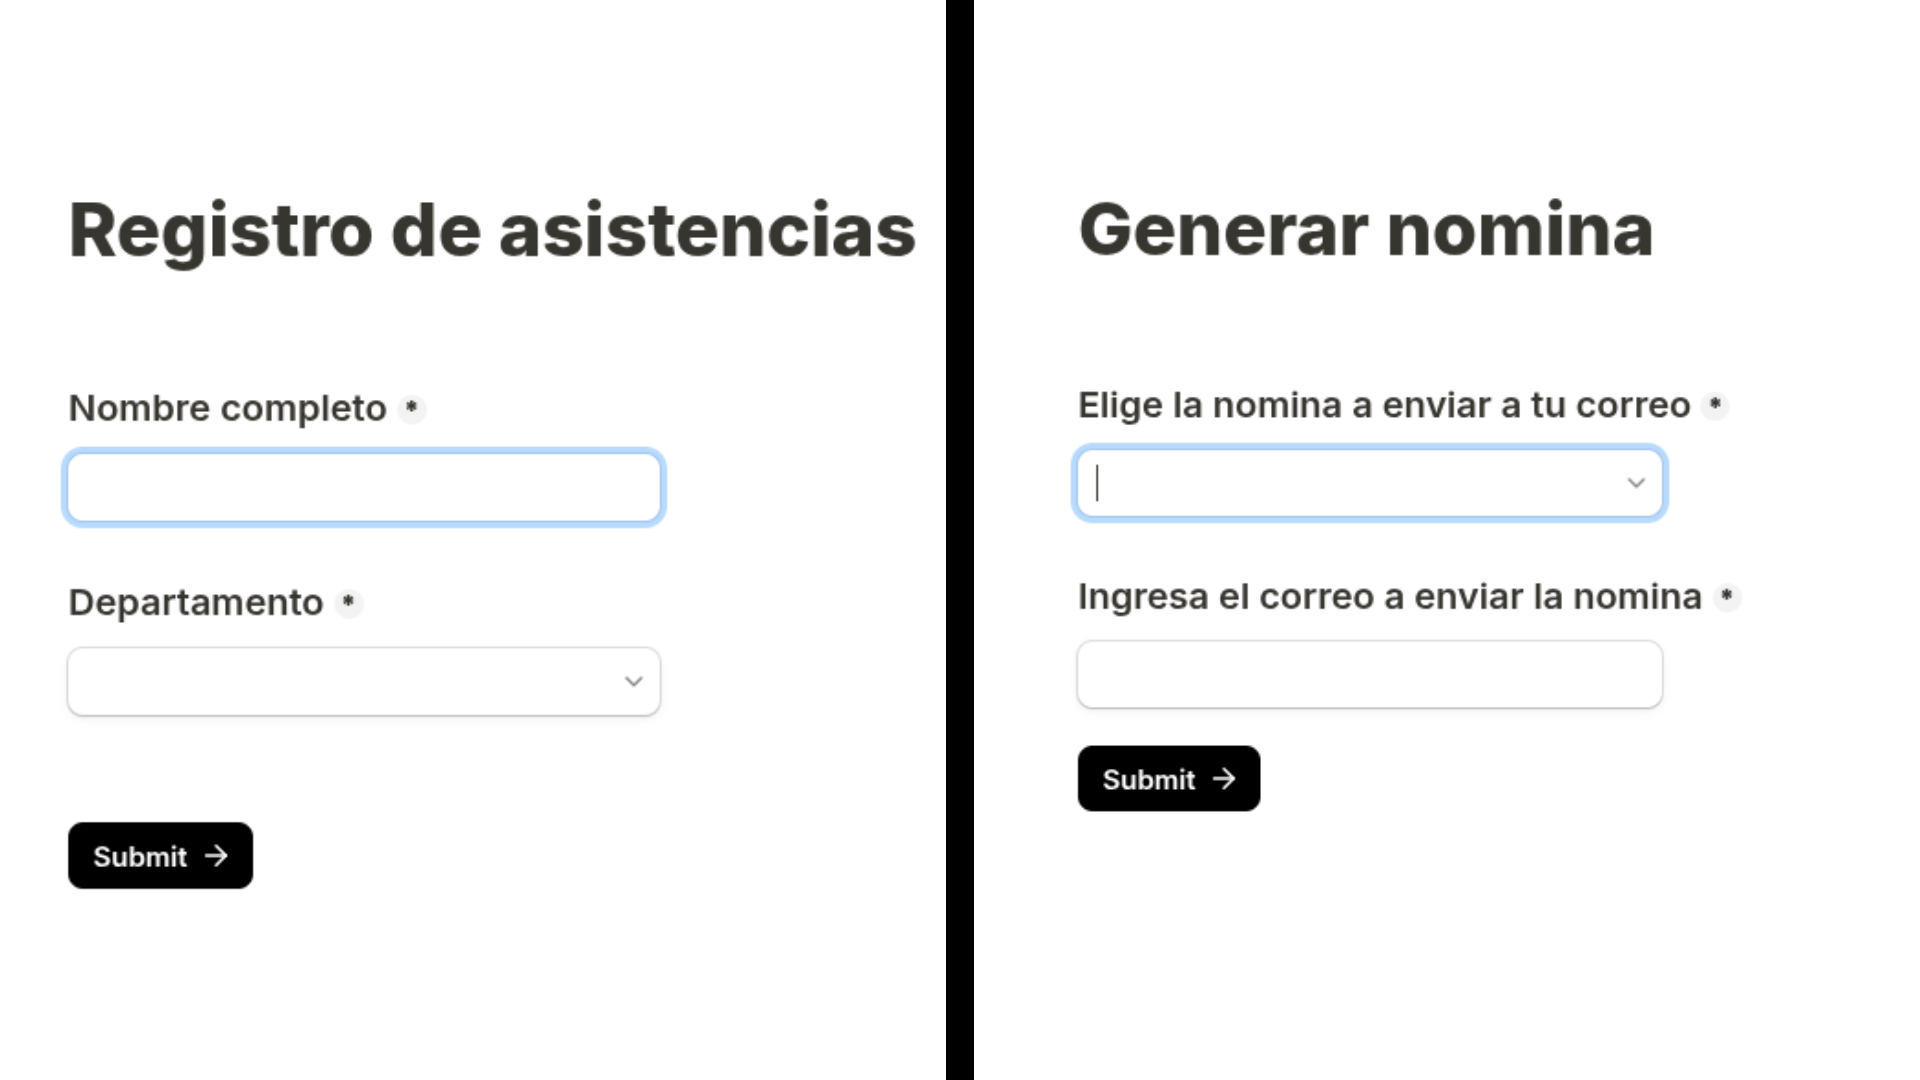 Registro de asistencias
Nombre completo *
Departamento *
Submit →
Generar nomina
Elige la nomina a enviar a tu correo *
Ingresa el correo a enviar la nomina *
Submit →